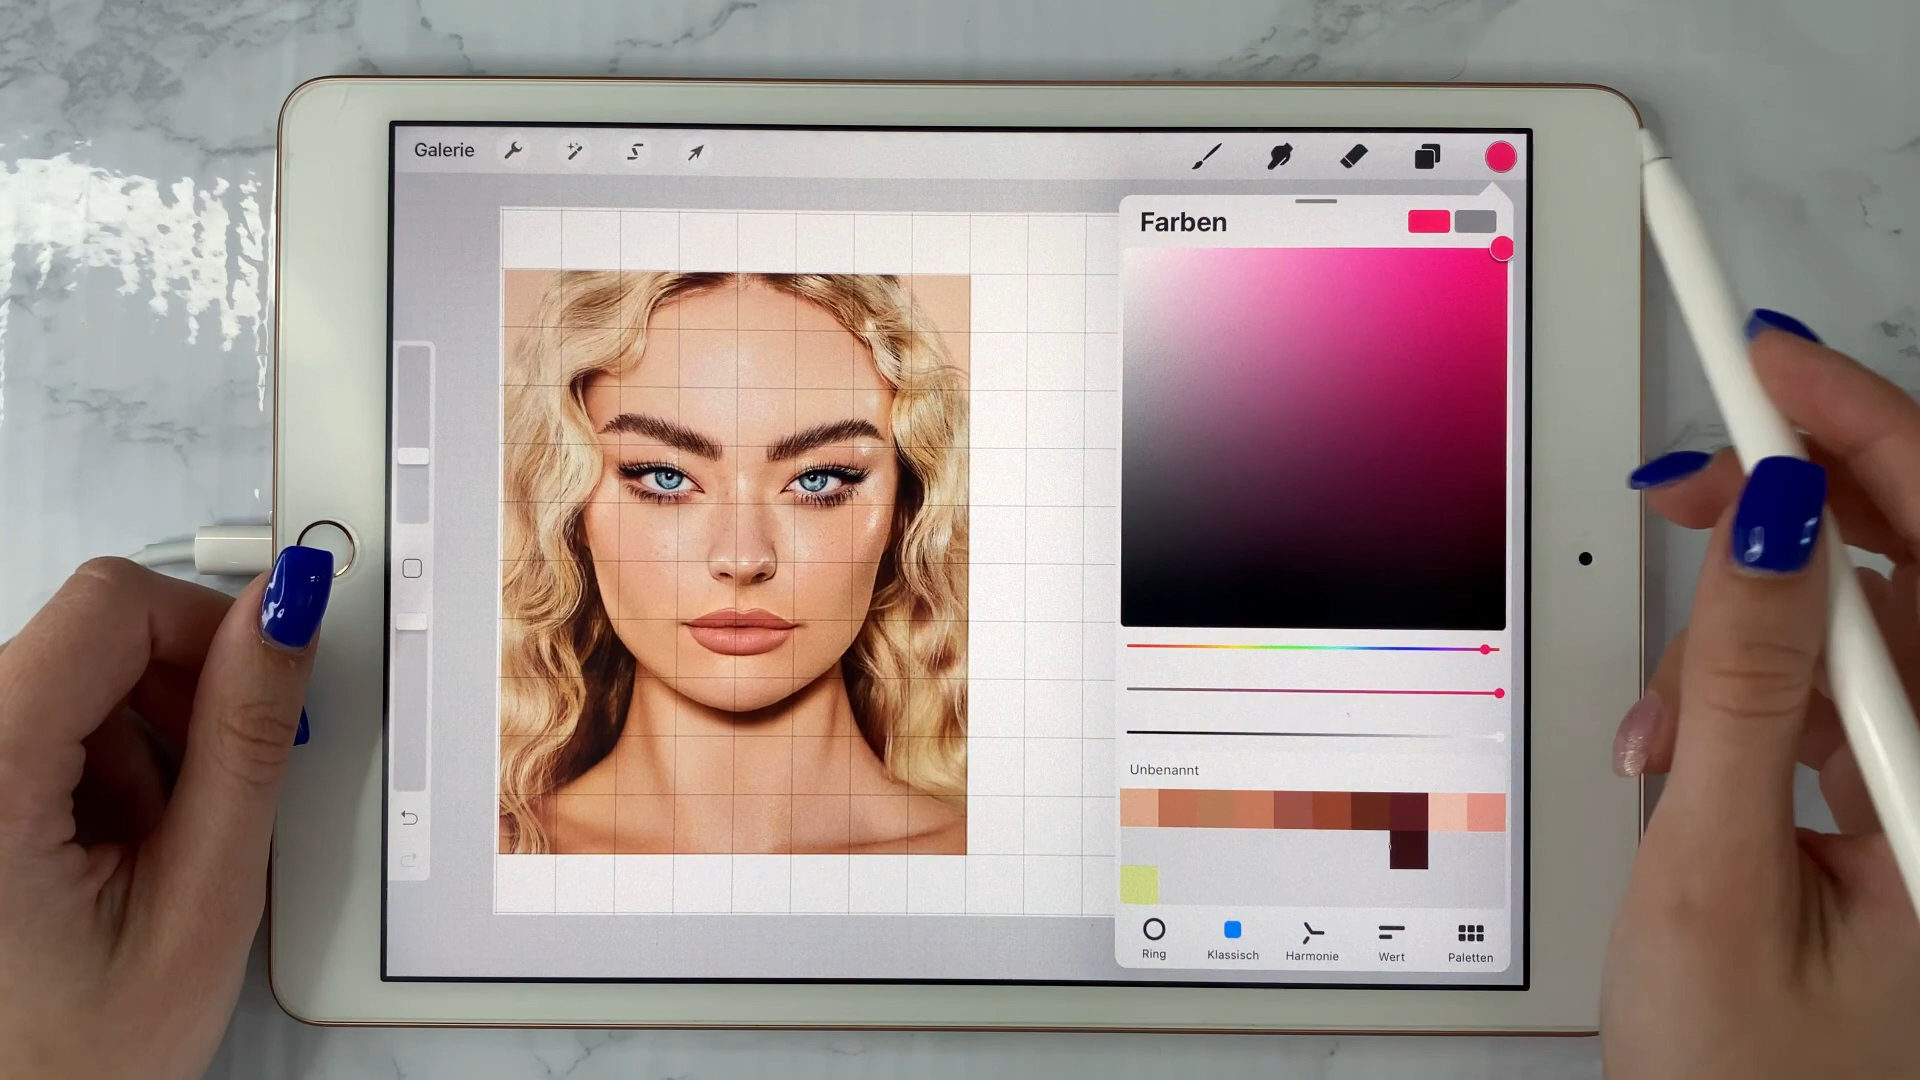 Galerie
Farben
Unbenannt
Ring
Klassisch
Harmonie
Wert
Paletten